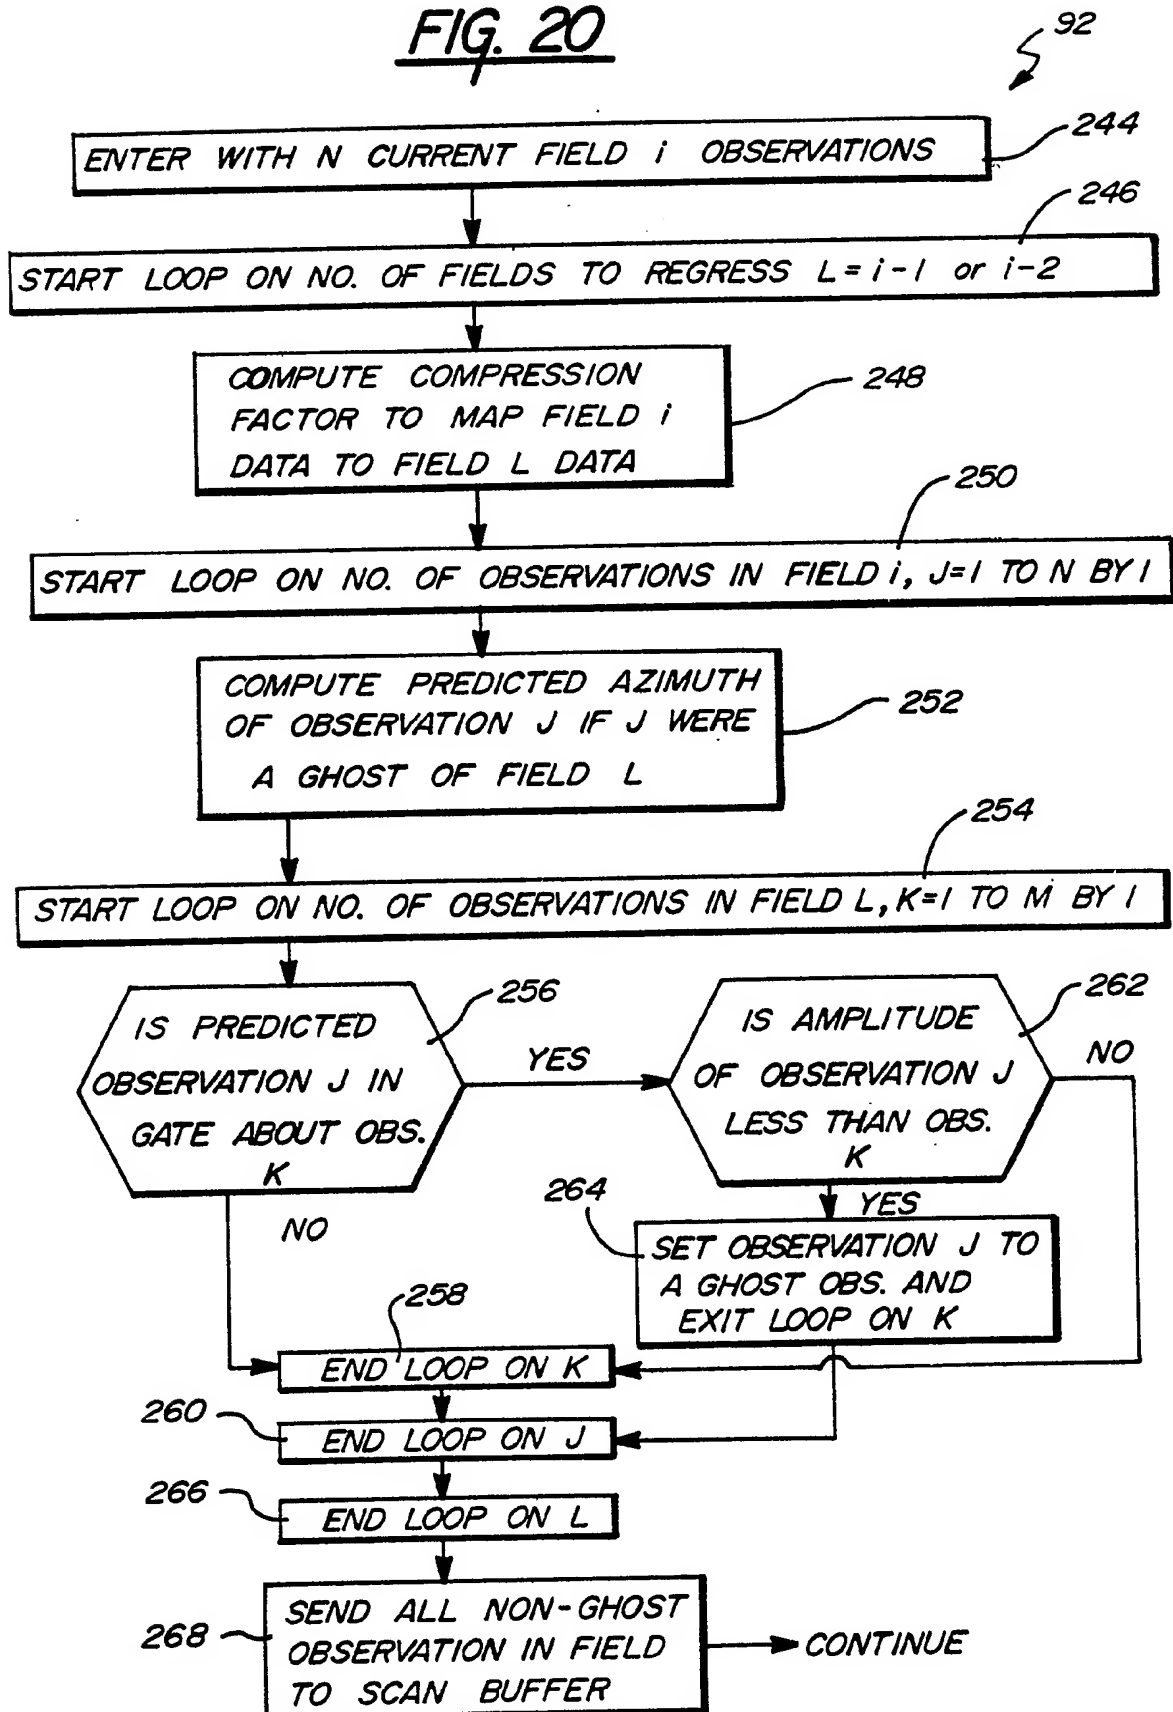 FIG. 20
92
ENTER WITH N CURRENT FIELD i OBSERVATIONS
244
246
START LOOP ON NO. OF FIELDS TO REGRESS L = i-1 or i-2
COMPUTE COMPRESSION
FACTOR TO MAP FIELD i
DATA TO FIELD L DATA
248
250
START LOOP ON NO. OF OBSERVATIONS IN FIELD i, J=1 TO N BY 1
COMPUTE PREDICTED AZIMUTH
OF OBSERVATION J IF J WERE
A GHOST OF FIELD L
252
254
START LOOP ON NO. OF OBSERVATIONS IN FIELD L, K=1 TO M BY 1
IS PREDICTED
OBSERVATION J IN
GATE ABOUT OBS.
K
256
YES
NO
IS AMPLITUDE
OF OBSERVATION J
LESS THAN OBS.
K
262
NO
YES
264
SET OBSERVATION J TO
A GHOST OBS. AND
EXIT LOOP ON K
258
END LOOP ON K
260
END LOOP ON J
266
END LOOP ON L
268
SEND ALL NON-GHOST
OBSERVATION IN FIELD
TO SCAN BUFFER
CONTINUE